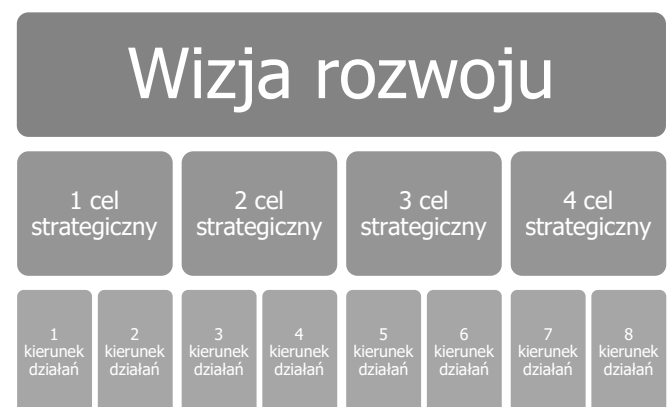 Wizja rozwoju
1 cel
strategiczny
2 cel
strategiczny
3 cel
strategiczny
4 cel
strategiczny
1
kierunek
działań
2
kierunek
działań
3
kierunek
działań
4
kierunek
działań
5
kierunek
działań
6
kierunek
działań
7
kierunek
działań
8
kierunek
działań